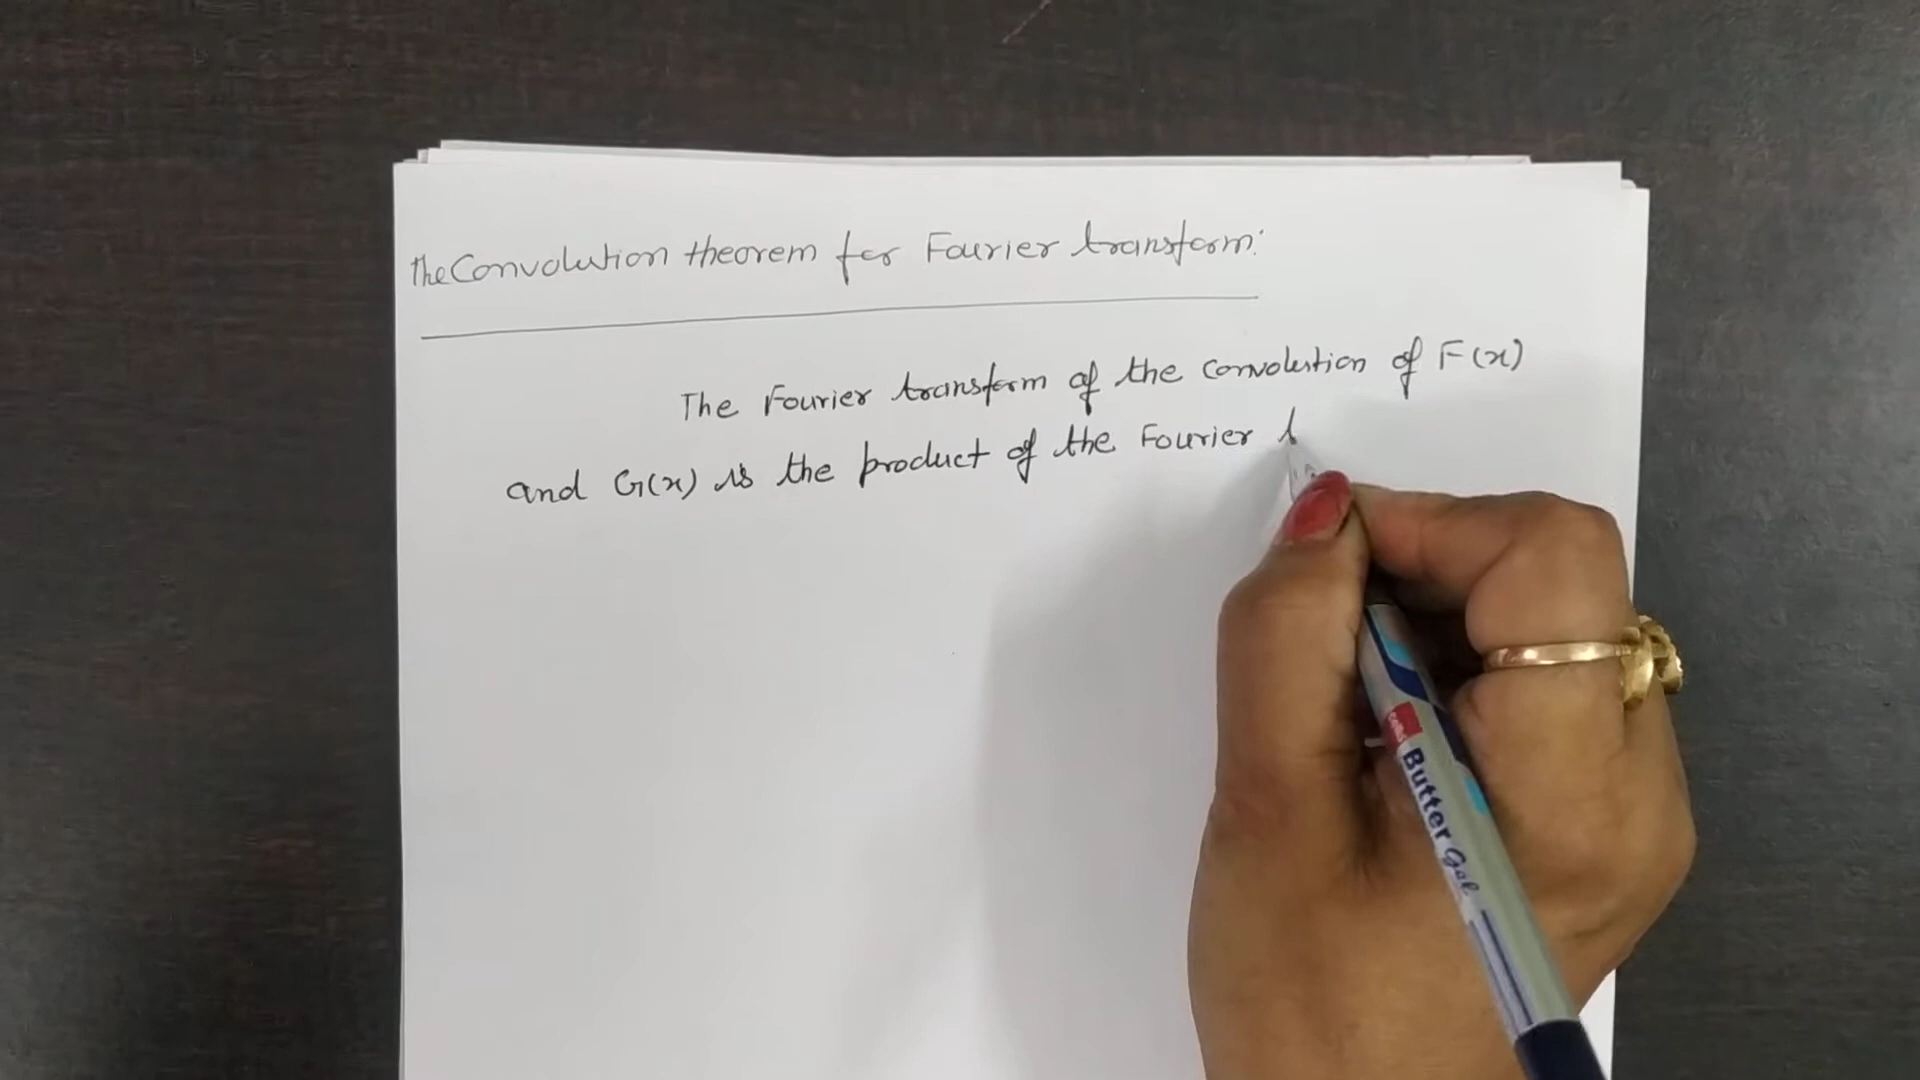 The Convolution theorem for Fourier transform:
The Fourier transform of the convolution of F(x)
and G(x) is the product of the Fourier t
cello
Butter gel